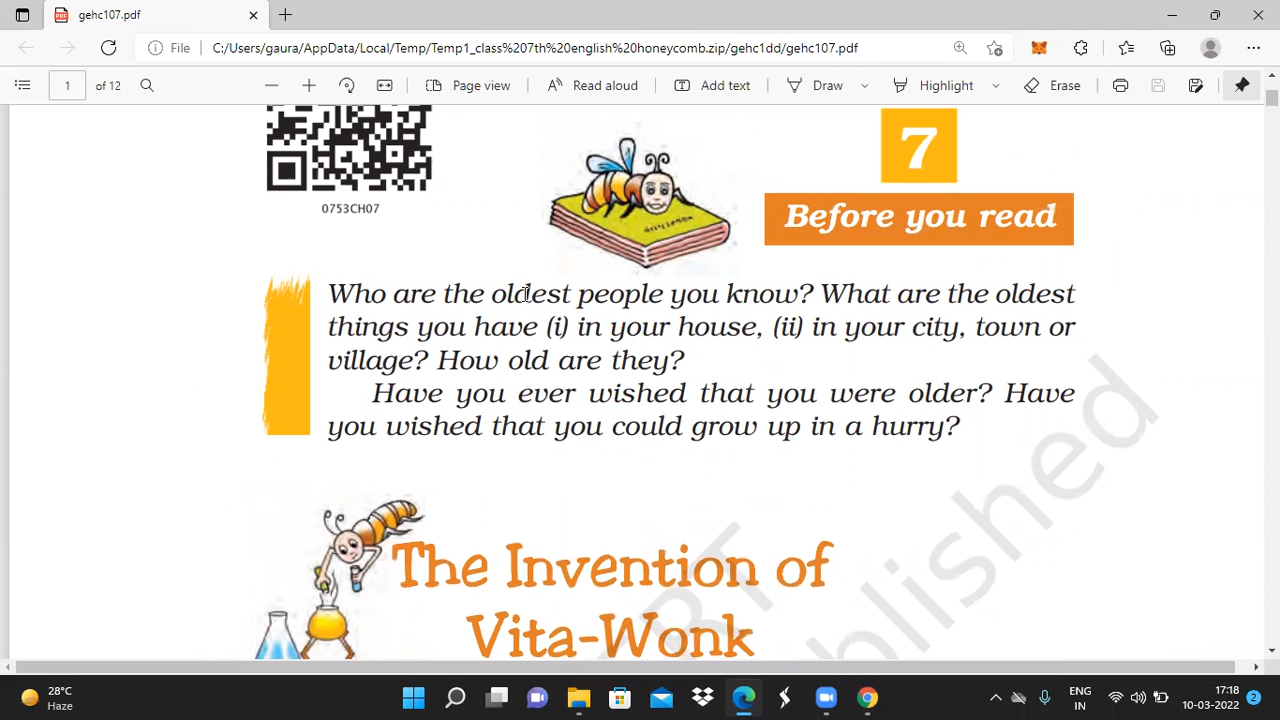 gehc107.pdf
File C:/Users/gaura/AppData/Local/Temp/Temp1_class%207th%20english%20honeycomb.zip/gehc1dd/gehc107.pdf
1 of 12 Page view Read aloud Add text Draw Highlight Erase
7
0753CH07
Before you read
Who are the oldest people you know? What are the oldest
things you have (i) in your house, (ii) in your city, town or
village? How old are they?
Have you ever wished that you were older? Have
you wished that you could grow up in a hurry?
The Invention of
Vita-Wonk
28°C
Haze
ENG
IN
17:18
10-03-2022
2